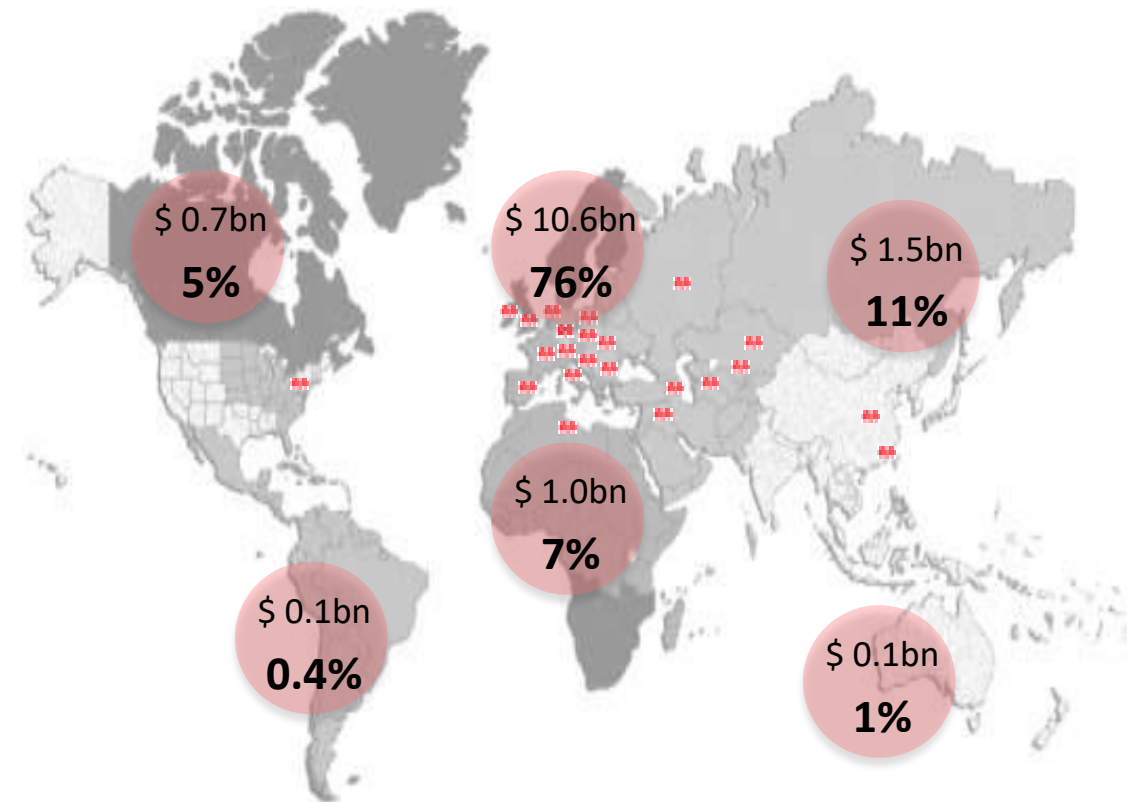 $ 0.7bn
5%
$ 10.6bn
76%
$ 1.5bn
11%
$ 1.0bn
7%
$ 0.1bn
0.4%
$ 0.1bn
1%